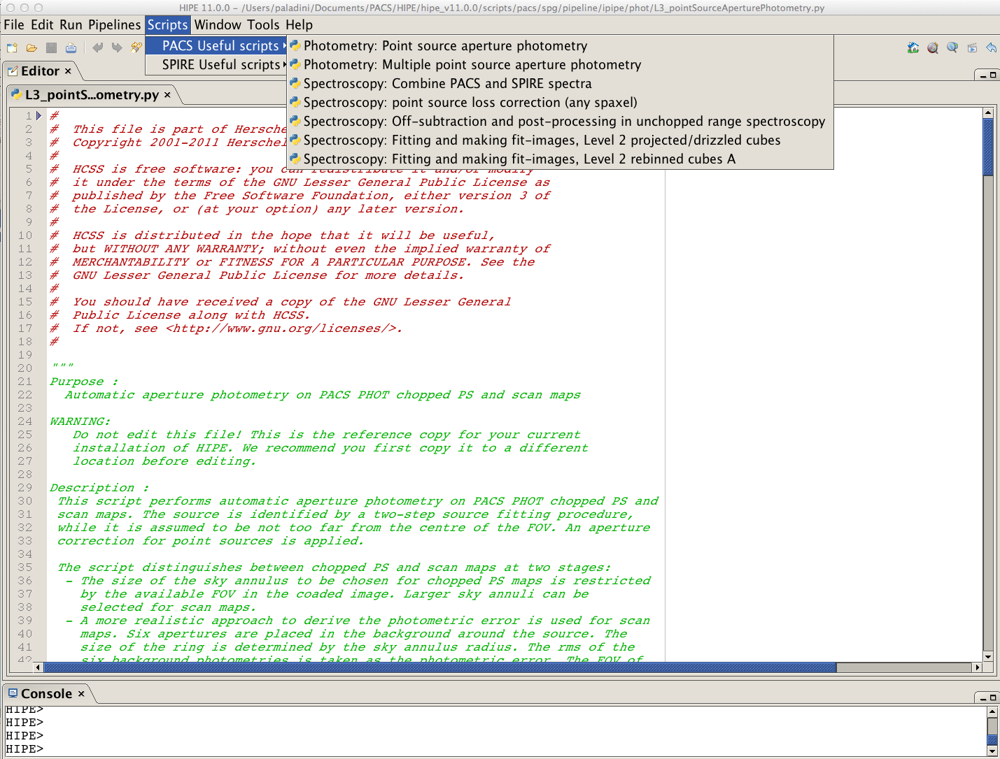 HIPE 11.0.0 – /Users/paladini/Documents/PACS/HIPE/hipe_v11.0.0/scripts/pacs/spg/pipeline/ipipe/phot/L3_pointSourceAperturePhotometry.py
File Edit Run Pipelines Scripts Window Tools Help
PACS Useful scripts
SPIRE Useful scripts
Photometry: Point source aperture photometry
Photometry: Multiple point source aperture photometry
Spectroscopy: Combine PACS and SPIRE spectra
Spectroscopy: point source loss correction (any spaxel)
Spectroscopy: Off-subtraction and post-processing in unchopped range spectroscopy
Spectroscopy: Fitting and making fit-images, Level 2 projected/drizzled cubes
Spectroscopy: Fitting and making fit-images, Level 2 rebinned cubes A
Editor ×
L3_pointS...ometry.py ×
1 #
2 # This file is part of Hersche
3 # Copyright 2001-2011 Herschel
4 #
5 # HCSS is free software: you can redistribute it and/or modify
6 # it under the terms of the GNU Lesser General Public License as
7 # published by the Free Software Foundation, either version 3 of
8 # the License, or (at your option) any later version.
9 #
10 # HCSS is distributed in the hope that it will be useful,
11 # but WITHOUT ANY WARRANTY; without even the implied warranty of
12 # MERCHANTABILITY or FITNESS FOR A PARTICULAR PURPOSE. See the
13 # GNU Lesser General Public License for more details.
14 #
15 # You should have received a copy of the GNU Lesser General
16 # Public License along with HCSS.
17 # If not, see <http://www.gnu.org/licenses/>.
18 #
19
20 """
21 Purpose :
22 Automatic aperture photometry on PACS PHOT chopped PS and scan maps
23
24 WARNING:
25 Do not edit this file! This is the reference copy for your current
26 installation of HIPE. We recommend you first copy it to a different
27 location before editing.
28
29 Description :
30 This script performs automatic aperture photometry on PACS PHOT chopped PS and
31 scan maps. The source is identified by a two-step source fitting procedure,
32 while it is assumed to be not too far from the centre of the FOV. An aperture
33 correction for point sources is applied.
34
35 The script distinguishes between chopped PS and scan maps at two stages:
36 - The size of the sky annulus to be chosen for chopped PS maps is restricted
37 by the available FOV in the coaded image. Larger sky annuli can be
38 selected for scan maps.
39 - A more realistic approach to derive the photometric error is used for scan
40 maps. Six apertures are placed in the background around the source. The
41 size of the ring is determined by the sky annulus radius. The rms of the
42 six background photometries is taken as the photometric error. The FOV of
Console ×
HIPE>
HIPE>
HIPE>
HIPE>